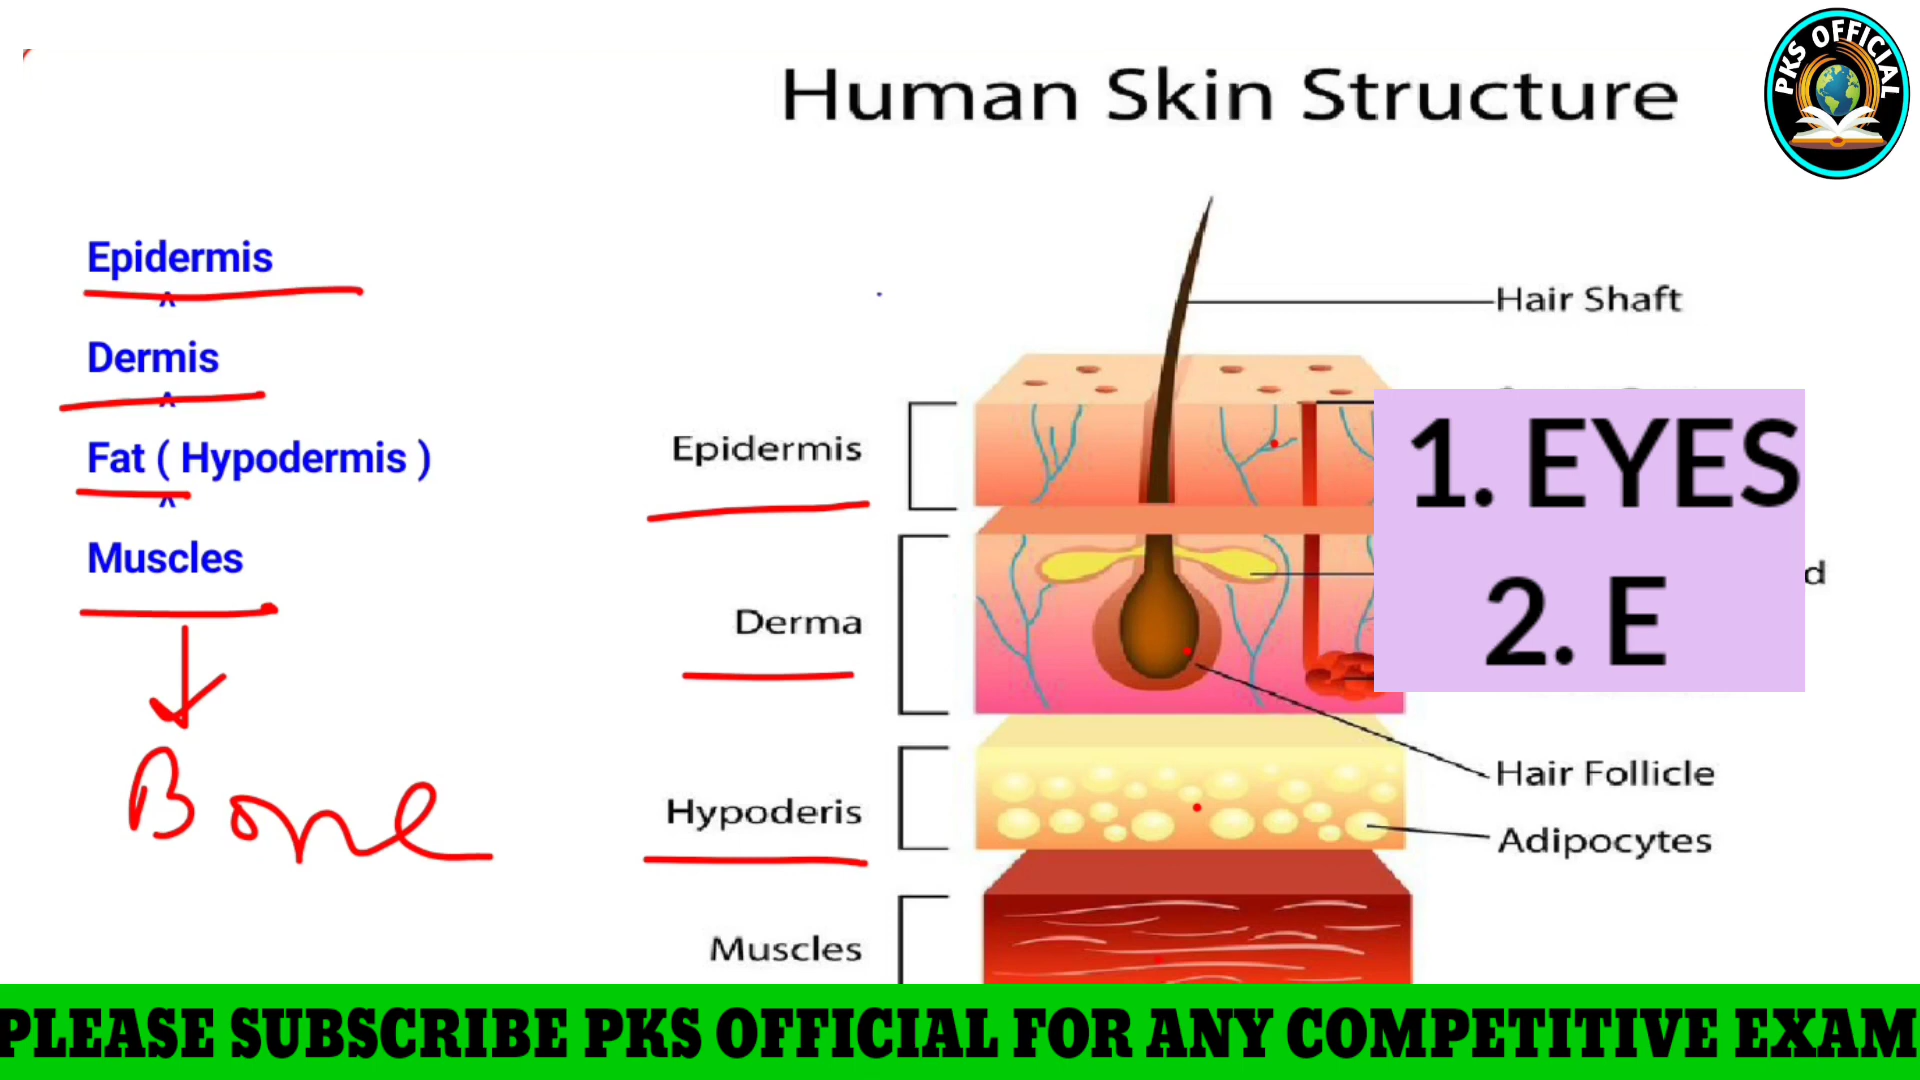 PKS OFFICIAL
Human Skin Structure
Epidermis
^
Dermis
^
Fat ( Hypodermis )
^
Muscles
Bone
Hair Shaft
Epidermis
1. EYES
2. E
d
Derma
Hair Follicle
Hypoderis
Adipocytes
Muscles
PLEASE SUBSCRIBE PKS OFFICIAL FOR ANY COMPETITIVE EXAM